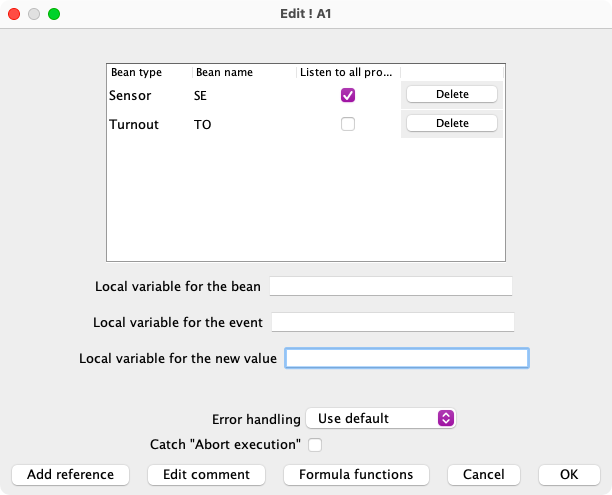 Edit ! A1
Bean type Bean name Listen to all pro...
Sensor SE Delete
Turnout TO Delete
Local variable for the bean
Local variable for the event
Local variable for the new value
Error handling Use default
Catch "Abort execution"
Add reference Edit comment Formula functions Cancel OK